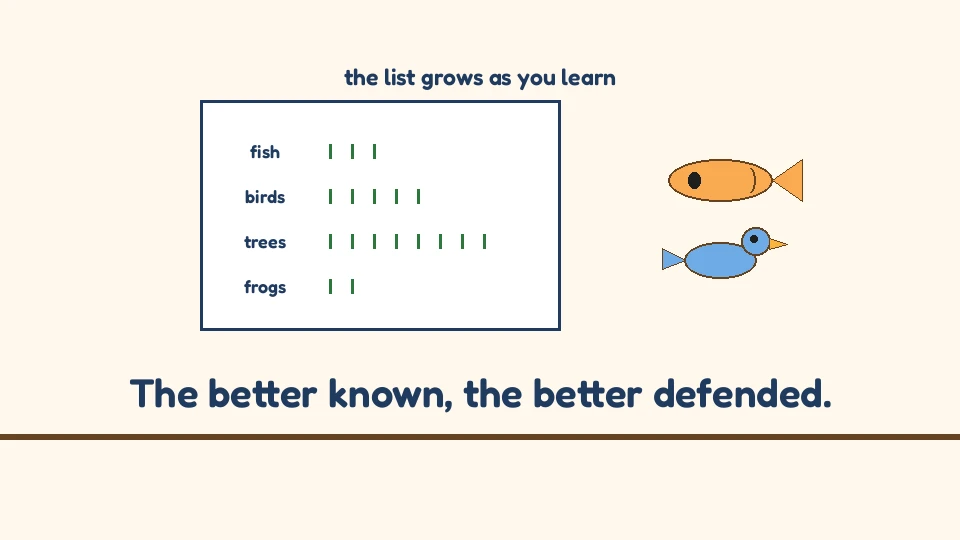 the list grows as you learn
fish
birds
trees
frogs
The better known, the better defended.